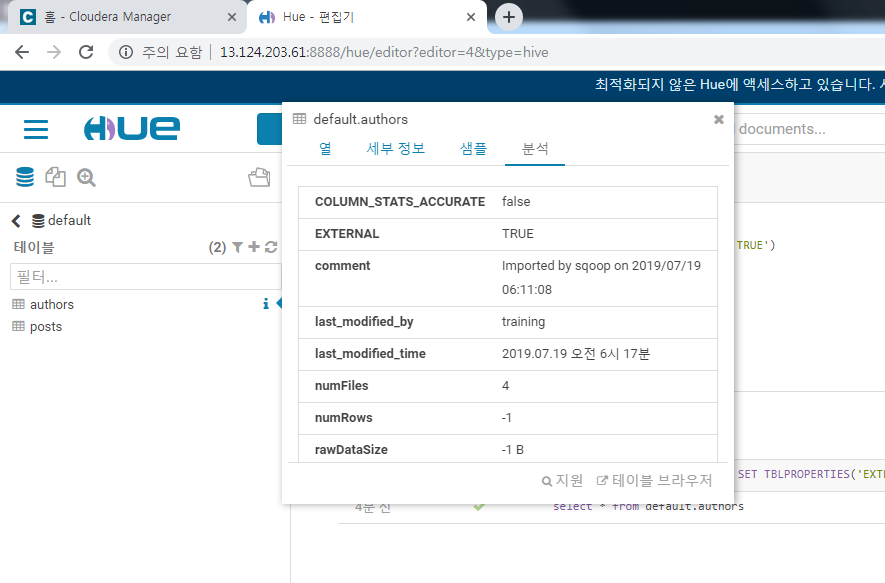 홈 - Cloudera Manager
Hue - 편집기
주의 요함 13.124.203.61:8888/hue/editor?editor=4&type=hive
최적화되지 않은 Hue에 액세스하고 있습니다.
HUE
documents...
default
테이블 (2)
필터...
authors
posts
default.authors
열 세부 정보 샘플 분석
COLUMN_STATS_ACCURATE false
EXTERNAL TRUE
comment Imported by sqoop on 2019/07/19
06:11:08
last_modified_by training
last_modified_time 2019.07.19 오전 6시 17분
numFiles 4
numRows -1
rawDataSize -1 B
지원 테이블 브라우저
TRUE')
SET TBLPROPERTIES('EXT
4분 전 select * from default.authors